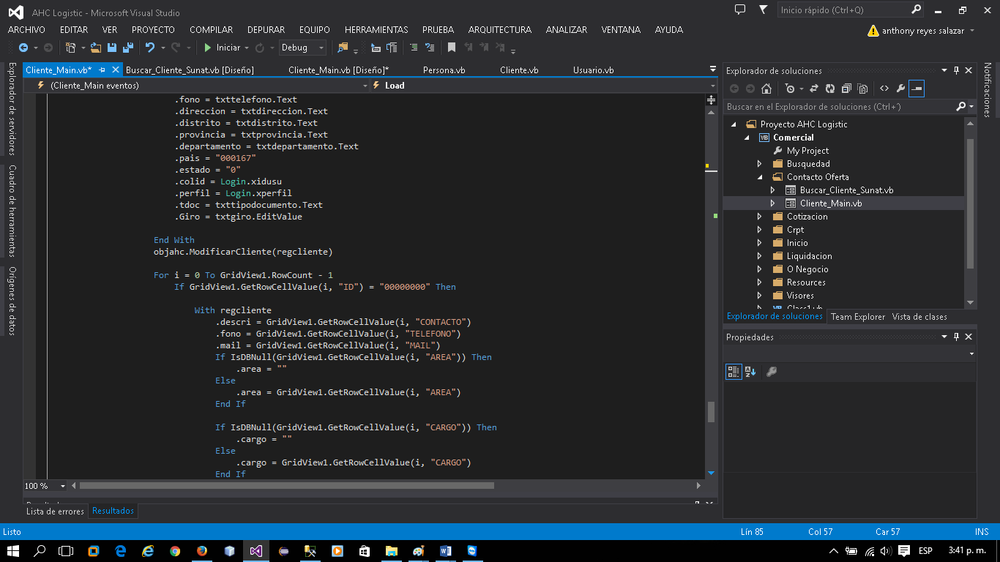 AHC Logistic - Microsoft Visual Studio
Inicio rápido (Ctrl+Q)
ARCHIVO EDITAR VER PROYECTO COMPILAR DEPURAR EQUIPO HERRAMIENTAS PRUEBA ARQUITECTURA ANALIZAR VENTANA AYUDA
anthony reyes salazar
Iniciar Debug
Explorador de servidores
Cuadro de herramientas
Orígenes de datos
Cliente_Main.vb* Buscar_Cliente_Sunat.vb [Diseño] Cliente_Main.vb [Diseño]* Persona.vb Cliente.vb Usuario.vb
(Cliente_Main eventos) Load
.fono = txttelefono.Text
.direccion = txtdireccion.Text
.distrito = txtdistrito.Text
.provincia = txtprovincia.Text
.departamento = txtdepartamento.Text
.pais = "000167"
.estado = "0"
.colid = Login.xidusu
.perfil = Login.xperfil
.tdoc = txttipodocumento.Text
.Giro = txtgiro.EditValue
End With
objahc.ModificarCliente(regcliente)
For i = 0 To GridView1.RowCount - 1
If GridView1.GetRowCellValue(i, "ID") = "00000000" Then
With regcliente
.descri = GridView1.GetRowCellValue(i, "CONTACTO")
.fono = GridView1.GetRowCellValue(i, "TELEFONO")
.mail = GridView1.GetRowCellValue(i, "MAIL")
If IsDBNull(GridView1.GetRowCellValue(i, "AREA")) Then
.area = ""
Else
.area = GridView1.GetRowCellValue(i, "AREA")
End If
If IsDBNull(GridView1.GetRowCellValue(i, "CARGO")) Then
.cargo = ""
Else
.cargo = GridView1.GetRowCellValue(i, "CARGO")
End If
100 %
Lista de errores Resultados
Explorador de soluciones
Buscar en el Explorador de soluciones (Ctrl+´)
Proyecto AHC Logistic
VB Comercial
My Project
Busquedad
Contacto Oferta
Buscar_Cliente_Sunat.vb
Cliente_Main.vb
Cotizacion
Crpt
Inicio
Liquidacion
O Negocio
Resources
Visores
Class1.vb
Explorador de soluciones Team Explorer Vista de clases
Propiedades
Notificaciones
Listo Lín 85 Col 57 Car 57 INS
ESP 3:41 p. m.